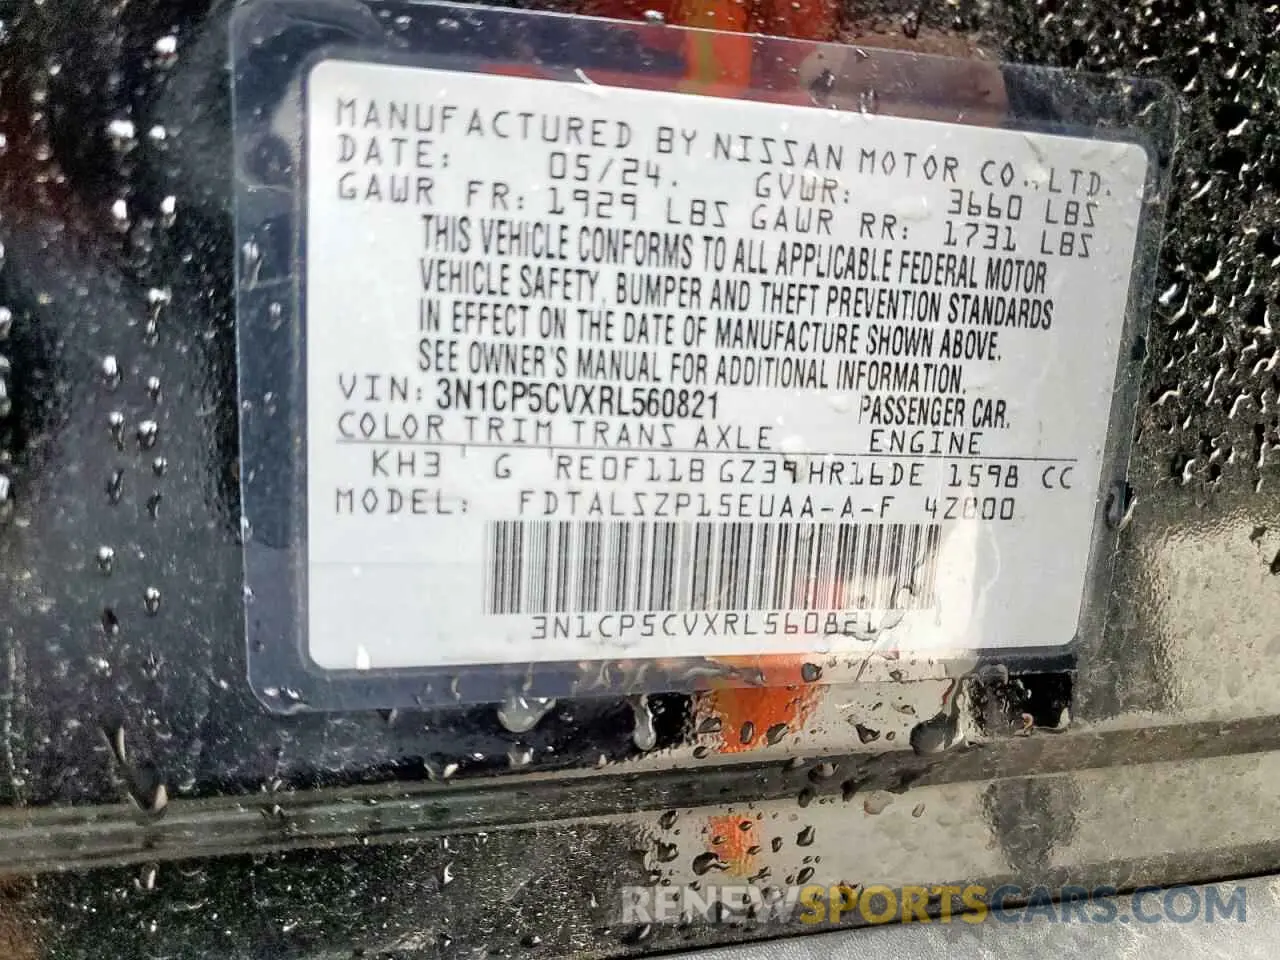 MANUFACTURED BY NISSAN MOTOR CO.,LTD.
DATE: 05/24. GVWR: 3660 LBS
GAWR FR: 1929 LBS GAWR RR: 1731 LBS
THIS VEHICLE CONFORMS TO ALL APPLICABLE FEDERAL MOTOR
VEHICLE SAFETY, BUMPER AND THEFT PREVENTION STANDARDS
IN EFFECT ON THE DATE OF MANUFACTURE SHOWN ABOVE.
SEE OWNER'S MANUAL FOR ADDITIONAL INFORMATION.
VIN: 3N1CP5CVXRL560821 PASSENGER CAR.
COLOR TRIM TRANS AXLE ENGINE
KH3 G RE0F11B GZ39 HR16DE 1598 CC
MODEL: FDTALSZP15EUAA-A-F 42000
3N1CP5CVXRL560821
RENEWSPORTSCARS.COM